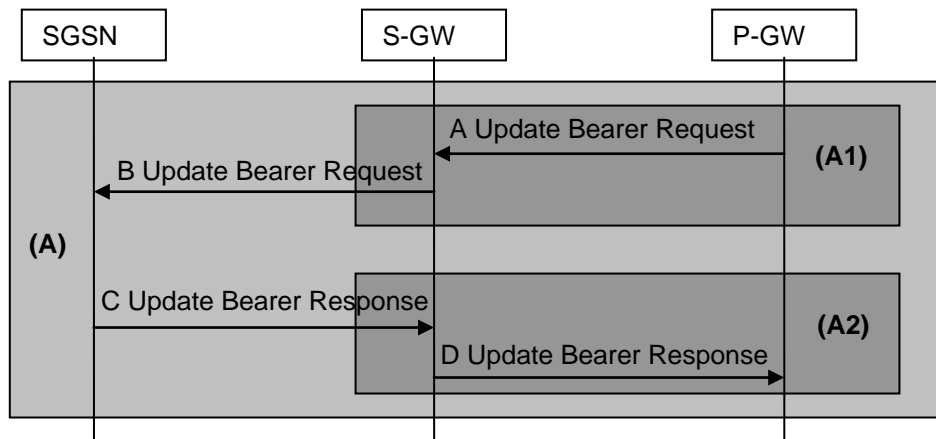 SGSN
S-GW
P-GW
A Update Bearer Request
(A1)
B Update Bearer Request
(A)
C Update Bearer Response
(A2)
D Update Bearer Response